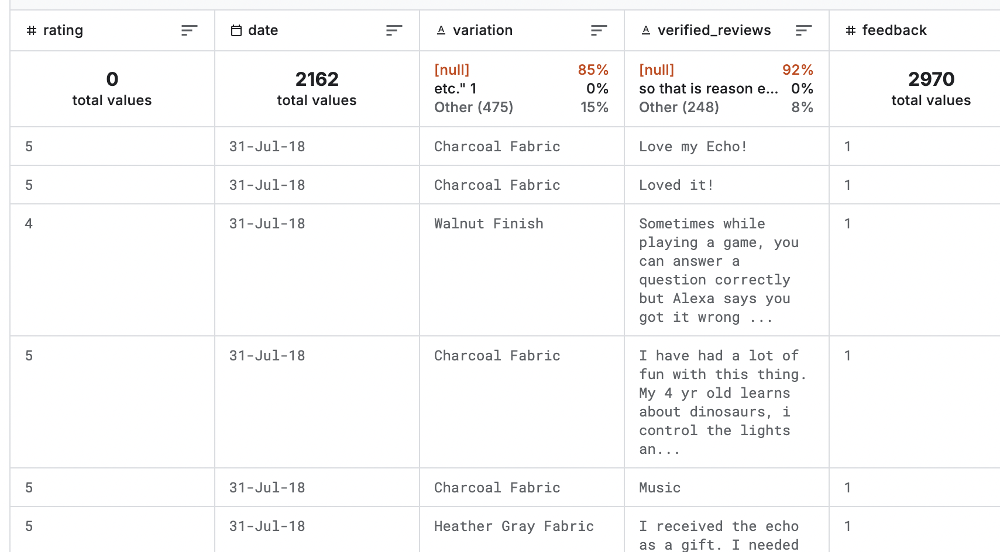 # rating
date
A variation
A verified_reviews
# feedback
0
total values
2162
total values
[null] 85%
etc." 1 0%
Other (475) 15%
[null] 92%
so that is reason e... 0%
Other (248) 8%
2970
total values
5
31-Jul-18
Charcoal Fabric
Love my Echo!
1
5
31-Jul-18
Charcoal Fabric
Loved it!
1
4
31-Jul-18
Walnut Finish
Sometimes while
playing a game, you
can answer a
question correctly
but Alexa says you
got it wrong ...
1
5
31-Jul-18
Charcoal Fabric
I have had a lot of
fun with this thing.
My 4 yr old learns
about dinosaurs, i
control the lights
an...
1
5
31-Jul-18
Charcoal Fabric
Music
1
5
31-Jul-18
Heather Gray Fabric
I received the echo
as a gift. I needed
1